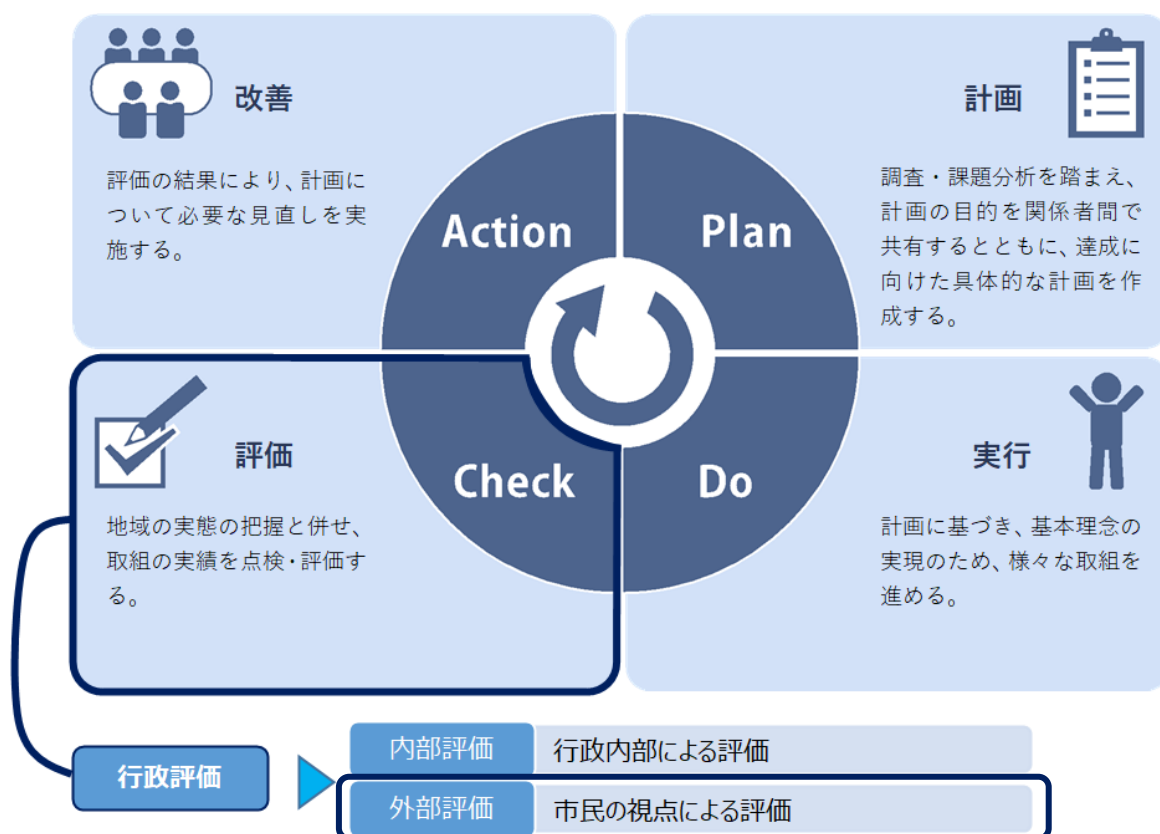 改善
評価の結果により、計画に
ついて必要な見直しを実
施する。
Action
計画
調査・課題分析を踏まえ、
計画の目的を関係者間で
共有するとともに、達成に
向けた具体的な計画を作
成する。
Plan
評価
地域の実態の把握と併せ、
取組の実績を点検・評価す
る。
Check
実行
計画に基づき、基本理念の
実現のため、様々な取組を
進める。
Do
行政評価
内部評価
行政内部による評価
外部評価
市民の視点による評価